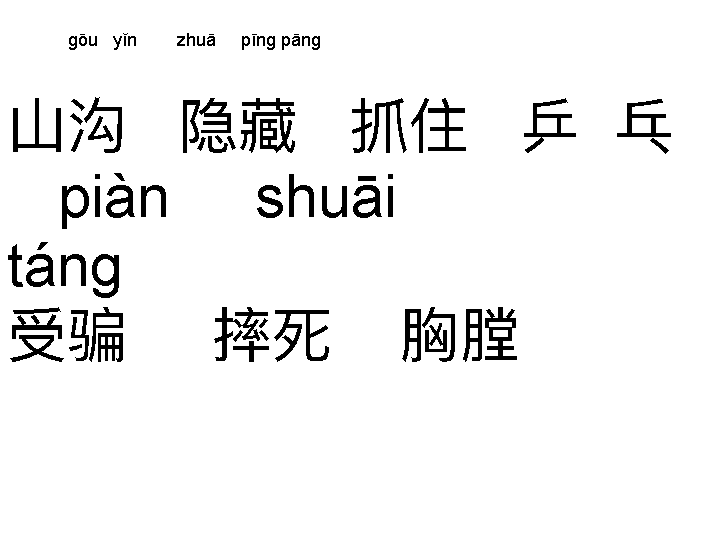 gōu yǐn zhuā pīng pāng
山沟 隐藏 抓住 乒 乓
piàn shuāi
táng
受骗 摔死 胸膛